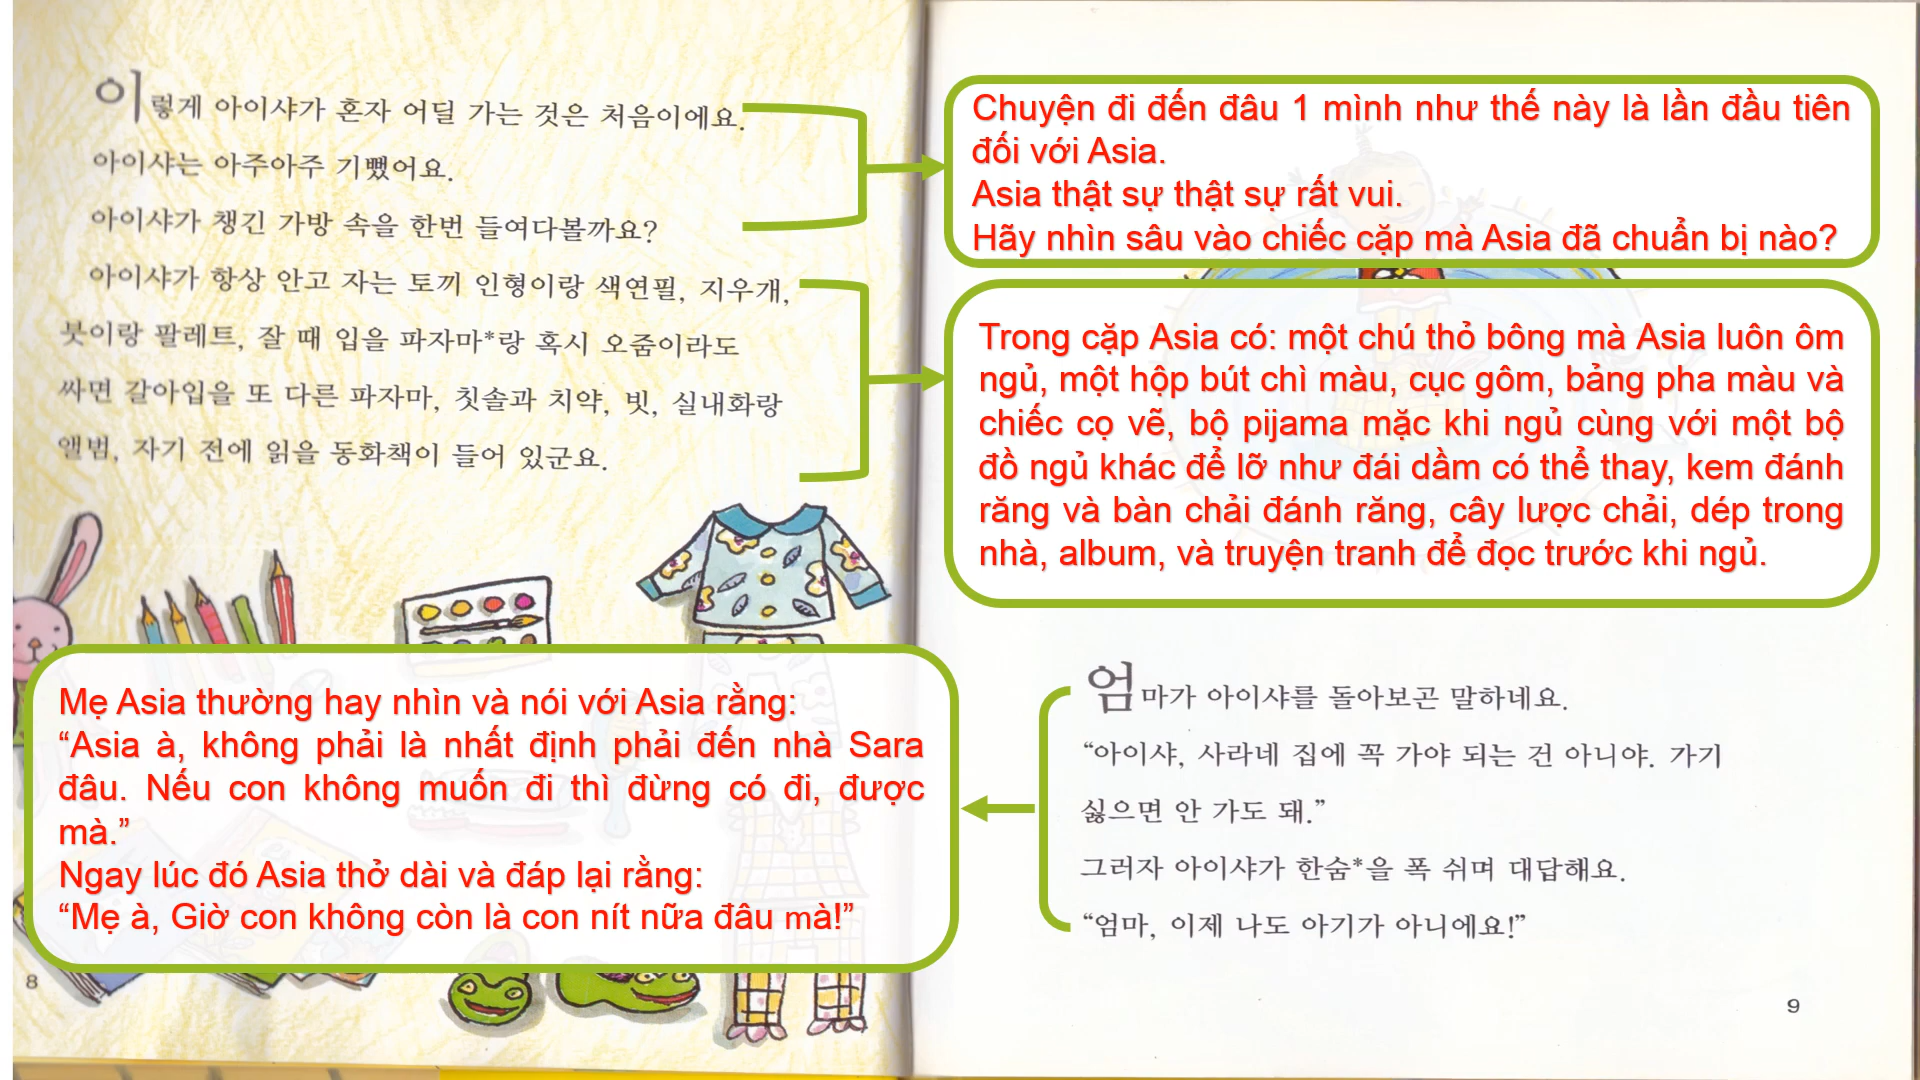 이렇게 아이샤가 혼자 어딜 가는 것은 처음이에요.
아이샤는 아주아주 기뻤어요.
아이샤가 챙긴 가방 속을 한번 들여다볼까요?
아이샤가 항상 안고 자는 토끼 인형이랑 색연필, 지우개,
붓이랑 팔레트, 잘 때 입을 파자마*랑 혹시 오줌이라도
싸면 갈아입을 또 다른 파자마, 칫솔과 치약, 빗, 실내화랑
앨범, 자기 전에 읽을 동화책이 들어 있군요.
Chuyện đi đến đâu 1 mình như thế này là lần đầu tiên
đối với Asia.
Asia thật sự thật sự rất vui.
Hãy nhìn sâu vào chiếc cặp mà Asia đã chuẩn bị nào?
Trong cặp Asia có: một chú thỏ bông mà Asia luôn ôm
ngủ, một hộp bút chì màu, cục gôm, bảng pha màu và
chiếc cọ vẽ, bộ pijama mặc khi ngủ cùng với một bộ
đồ ngủ khác để lỡ như đái dầm có thể thay, kem đánh
răng và bàn chải đánh răng, cây lược chải, dép trong
nhà, album, và truyện tranh để đọc trước khi ngủ.
엄마가 아이샤를 돌아보곤 말하네요.
“아이샤, 사라네 집에 꼭 가야 되는 건 아니야. 가기
싫으면 안 가도 돼.”
그러자 아이샤가 한숨*을 폭 쉬며 대답해요.
“엄마, 이제 나도 아기가 아니에요!”
Mẹ Asia thường hay nhìn và nói với Asia rằng:
“Asia à, không phải là nhất định phải đến nhà Sara
đâu. Nếu con không muốn đi thì đừng có đi, được
mà.”
Ngay lúc đó Asia thở dài và đáp lại rằng:
“Mẹ à, Giờ con không còn là con nít nữa đâu mà!”
8
9